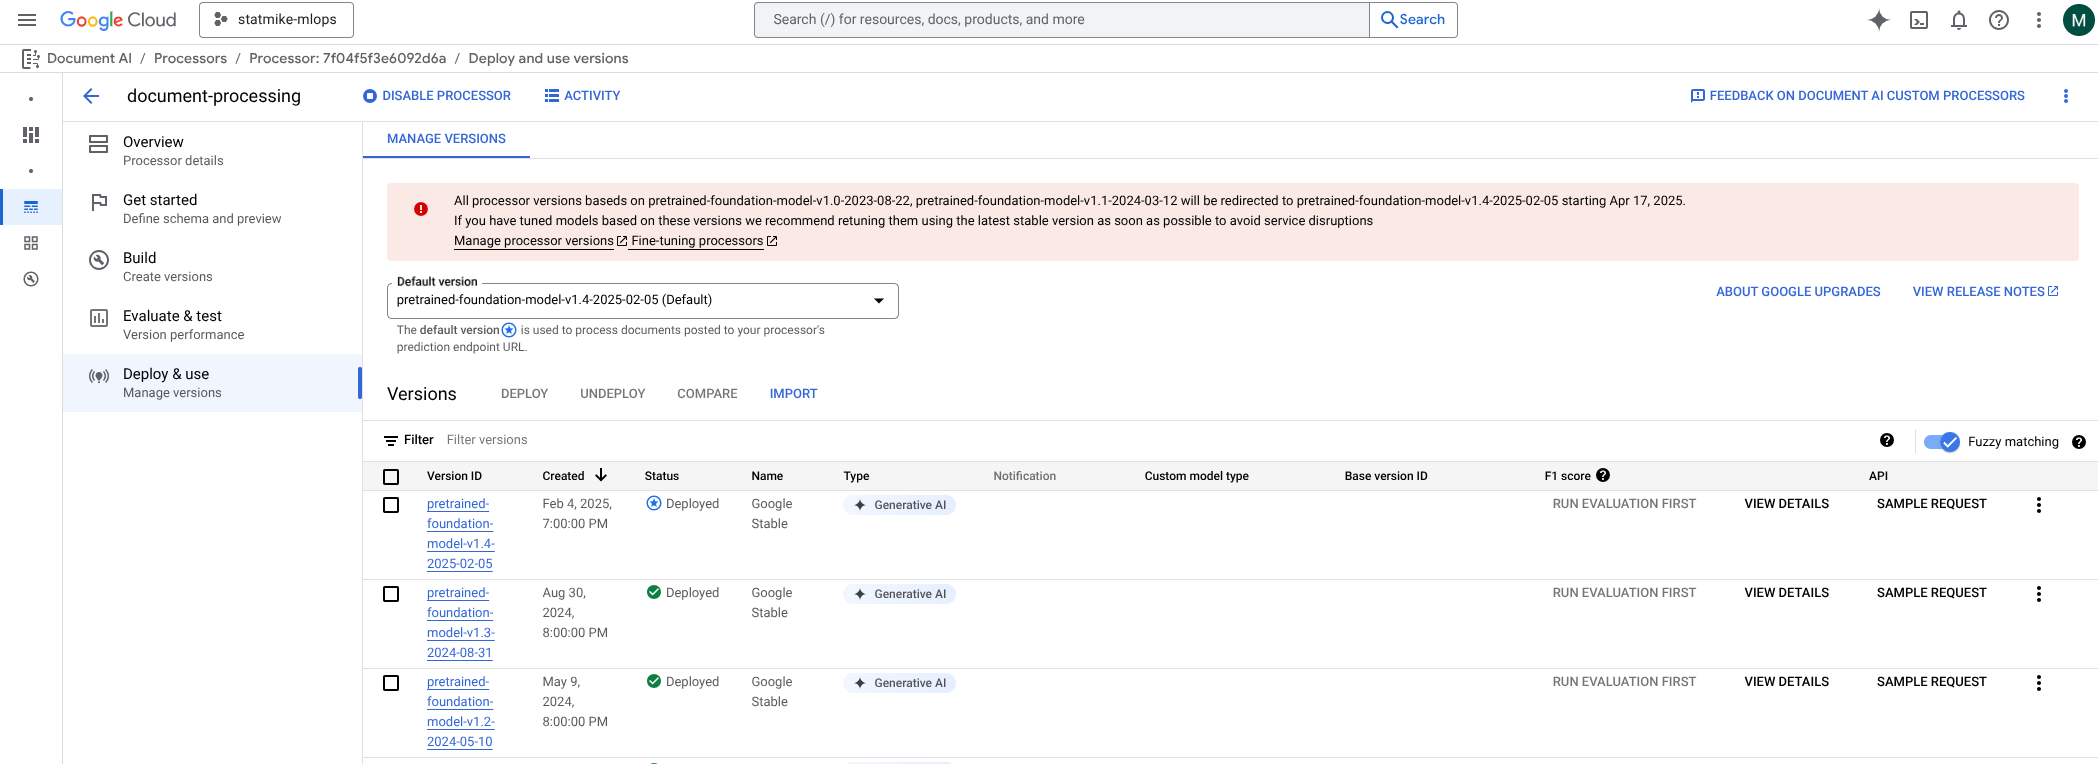 Google Cloud
statmike-mlops
Search (/) for resources, docs, products, and more
Search
M
Document AI / Processors / Processor: 7f04f5f3e6092d6a / Deploy and use versions
document-processing
DISABLE PROCESSOR
ACTIVITY
FEEDBACK ON DOCUMENT AI CUSTOM PROCESSORS
Overview
Processor details
Get started
Define schema and preview
Build
Create versions
Evaluate & test
Version performance
Deploy & use
Manage versions
MANAGE VERSIONS
All processor versions baseds on pretrained-foundation-model-v1.0-2023-08-22, pretrained-foundation-model-v1.1-2024-03-12 will be redirected to pretrained-foundation-model-v1.4-2025-02-05 starting Apr 17, 2025.
If you have tuned models based on these versions we recommend retuning them using the latest stable version as soon as possible to avoid service disruptions
Manage processor versions Fine-tuning processors
Default version
pretrained-foundation-model-v1.4-2025-02-05 (Default)
The default version is used to process documents posted to your processor's
prediction endpoint URL.
ABOUT GOOGLE UPGRADES
VIEW RELEASE NOTES
Versions
DEPLOY
UNDEPLOY
COMPARE
IMPORT
Filter
Filter versions
Fuzzy matching
Version ID
Created
Status
Name
Type
Notification
Custom model type
Base version ID
F1 score
API
pretrained-
foundation-
model-v1.4-
2025-02-05
Feb 4, 2025,
7:00:00 PM
Deployed
Google
Stable
Generative AI
RUN EVALUATION FIRST
VIEW DETAILS
SAMPLE REQUEST
pretrained-
foundation-
model-v1.3-
2024-08-31
Aug 30,
2024,
8:00:00 PM
Deployed
Google
Stable
Generative AI
RUN EVALUATION FIRST
VIEW DETAILS
SAMPLE REQUEST
pretrained-
foundation-
model-v1.2-
2024-05-10
May 9,
2024,
8:00:00 PM
Deployed
Google
Stable
Generative AI
RUN EVALUATION FIRST
VIEW DETAILS
SAMPLE REQUEST